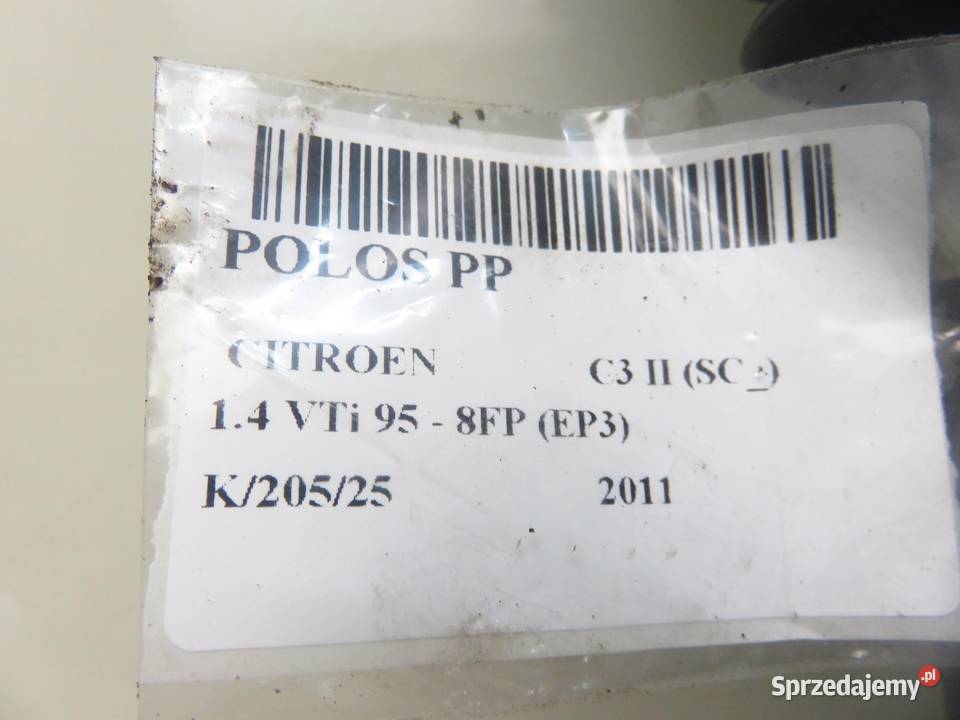 POLOS PP
CITROEN C3 II (SC_)
1.4 VTi 95 - 8FP (EP3)
K/205/25 2011
Sprzedajemy.pl